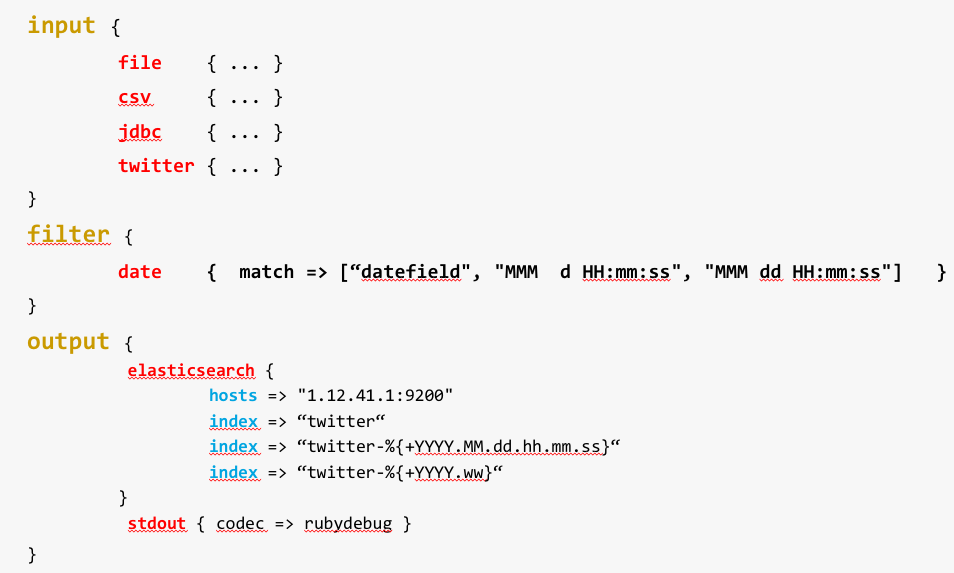 input {
file { ... }
csv { ... }
jdbc { ... }
twitter { ... }
}
filter {
date { match => [“datefield", "MMM  d HH:mm:ss", "MMM dd HH:mm:ss"] }
}
output {
elasticsearch {
hosts => "1.12.41.1:9200"
index => “twitter“
index => “twitter-%{+YYYY.MM.dd.hh.mm.ss}“
index => “twitter-%{+YYYY.ww}“
}
stdout { codec => rubydebug }
}